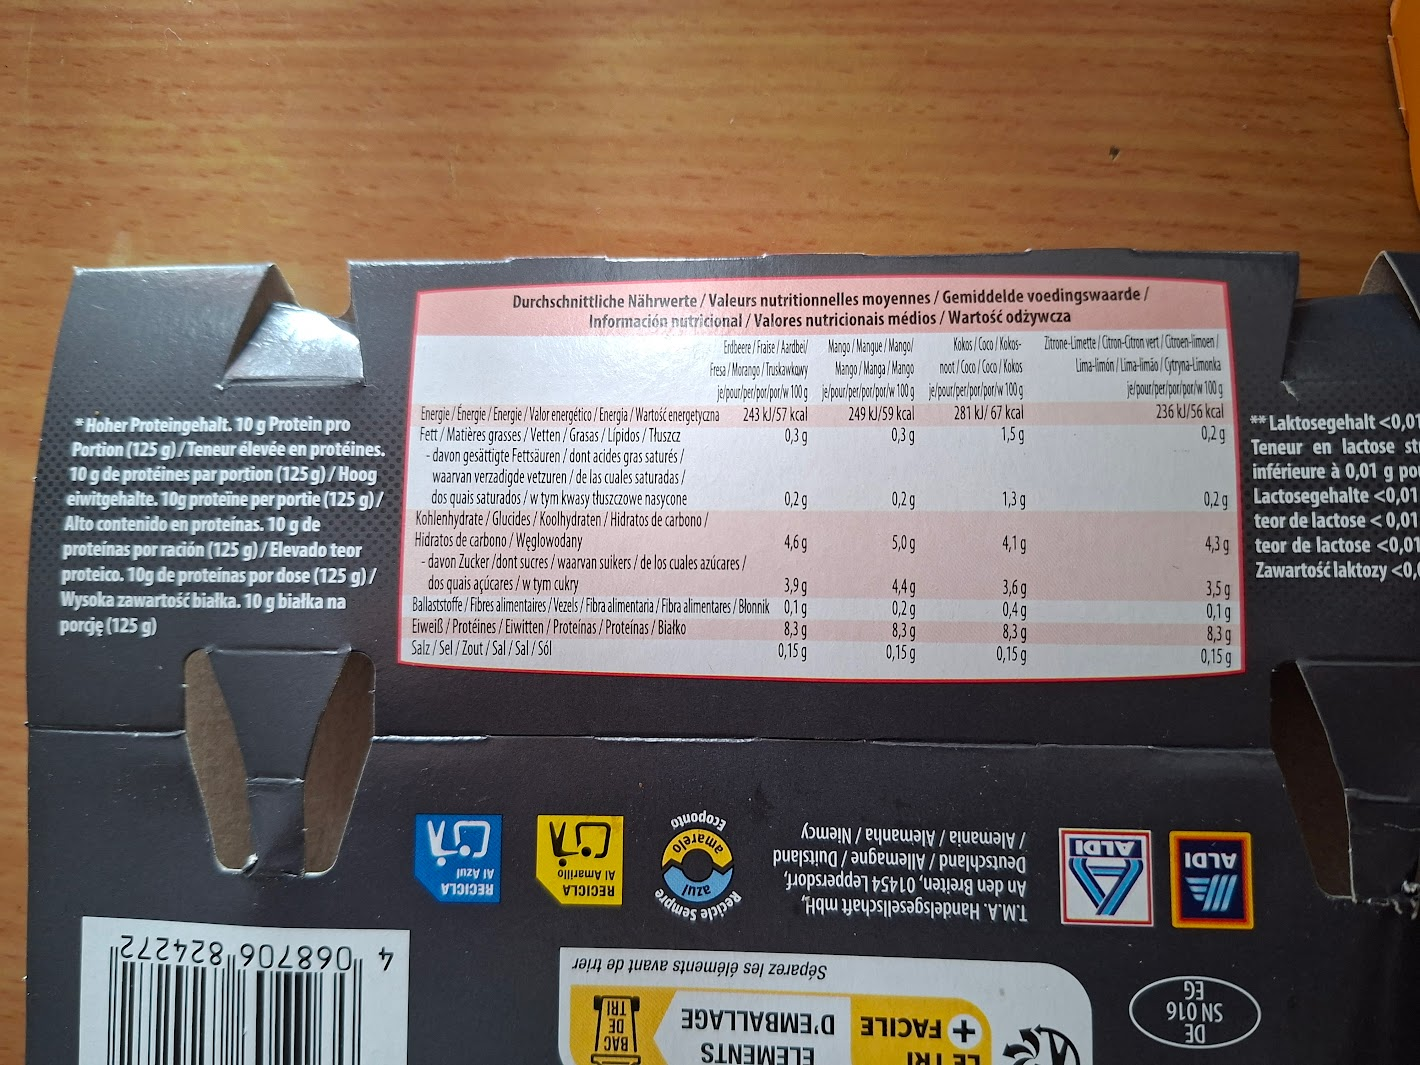 Durchschnittliche Nährwerte / Valeurs nutritionnelles moyennes / Gemiddelde voedingswaarde /
Información nutricional / Valores nutricionais médios / Wartość odżywcza
Erdbeere / Fraise / Aardbei/ Mango / Mangue / Mango/ Kokos / Coco / Kokos- Zitrone-Limette / Citron-Citron vert / Citroen-limoen /
Fresa / Morango / Truskawkowy Mango / Manga / Mango noot / Coco / Coco / Kokos Lima-limón / Lima-limão / Cytryna-Limonka
je/pour/per/por/por/w 100 g je/pour/per/por/por/w 100 g je/pour/per/por/por/w 100 g je/pour/per/por/por/w 100 g
Energie / Énergie / Energie / Valor energético / Energia / Wartość energetyczna 243 kJ/57 kcal 249 kJ/59 kcal 281 kJ/ 67 kcal 236 kJ/56 kcal
Fett / Matières grasses / Vetten / Grasas / Lípidos / Tłuszcz 0,3 g 0,3 g 1,5 g 0,2 g
- davon gesättigte Fettsäuren / dont acides gras saturés /
waarvan verzadigde vetzuren / de las cuales saturadas /
dos quais saturados / w tym kwasy tłuszczowe nasycone 0,2 g 0,2 g 1,3 g 0,2 g
Kohlenhydrate / Glucides / Koolhydraten / Hidratos de carbono /
Hidratos de carbono / Węglowodany 4,6 g 5,0 g 4,1 g 4,3 g
- davon Zucker /dont sucres / waarvan suikers / de los cuales azúcares /
dos quais açúcares / w tym cukry 3,9 g 4,4 g 3,6 g 3,5 g
Ballaststoffe / Fibres alimentaires / Vezels / Fibra alimentaria / Fibra alimentares / Błonnik 0,1 g 0,2 g 0,4 g 0,1 g
Eiweiß / Protéines / Eiwitten / Proteínas / Proteínas / Białko 8,3 g 8,3 g 8,3 g 8,3 g
Salz / Sel / Zout / Sal / Sal / Sól 0,15 g 0,15 g 0,15 g 0,15 g
* Hoher Proteingehalt. 10 g Protein pro
Portion (125 g) / Teneur élevée en protéines.
10 g de protéines par portion (125 g) / Hoog
eiwitgehalte. 10g proteïne per portie (125 g) /
Alto contenido en proteínas. 10 g de
proteínas por ración (125 g) / Elevado teor
proteico. 10g de proteínas por dose (125 g) /
Wysoka zawartość białka. 10 g białka na
porcję (125 g)
** Laktosegehalt <0,01
Teneur en lactose
inférieure à 0,01 g
Lactosegehalte <0,01
teor de lactose < 0,01
teor de lactose <0,01
Zawartość laktozy <0,
DE
SN 016
EG
LE TRI
+ FACILE
ELEMENTS
D'EMBALLAGE
BAC
DE
TRI
Séparez les éléments avant de trier
4 068706 824272
ALDI
ALDI
T.M.A. Handelsgesellschaft mbH,
An den Breiten, 01454 Leppersdorf,
Deutschland / Allemagne / Duitsland
/ Alemania / Alemanha / Niemcy
Recicle Sempre
azul
amarelo
Ecoponto
RECICLA
Al Amarillo
RECICLA
Al Azul